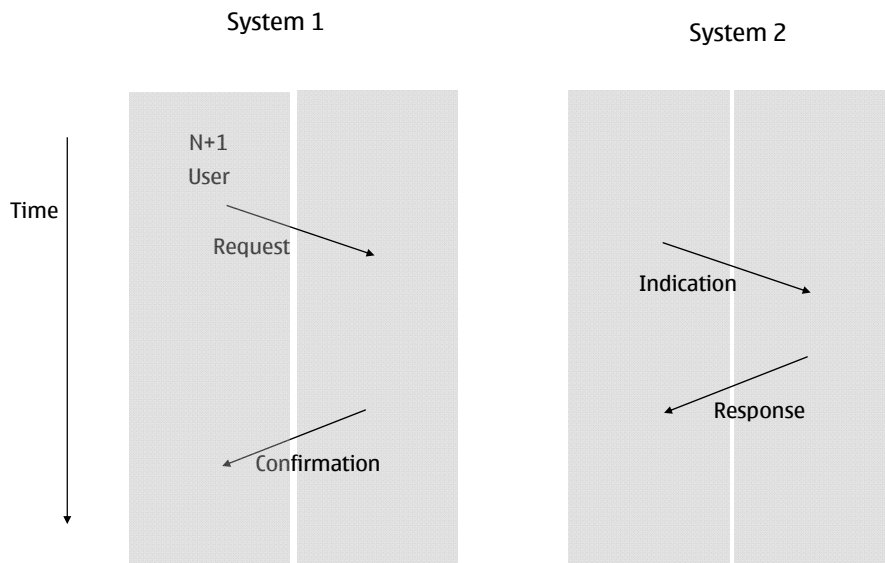 System 1
System 2
N+1
User
Time
Request
Indication
Response
Confirmation